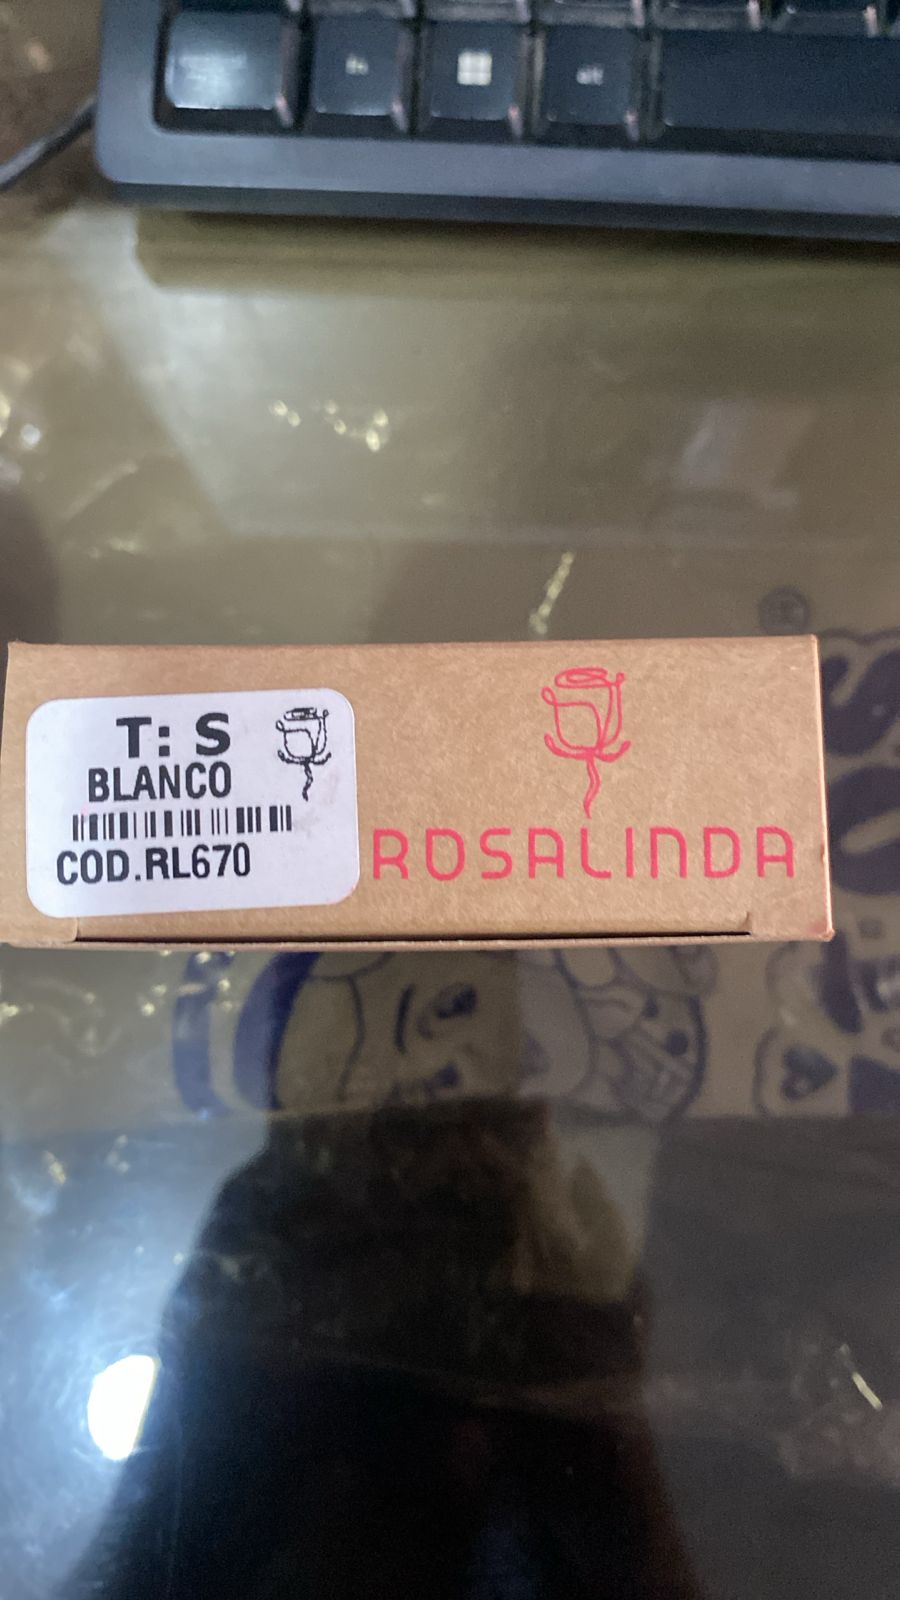 T: S
BLANCO
COD.RL670
ROSALINDA